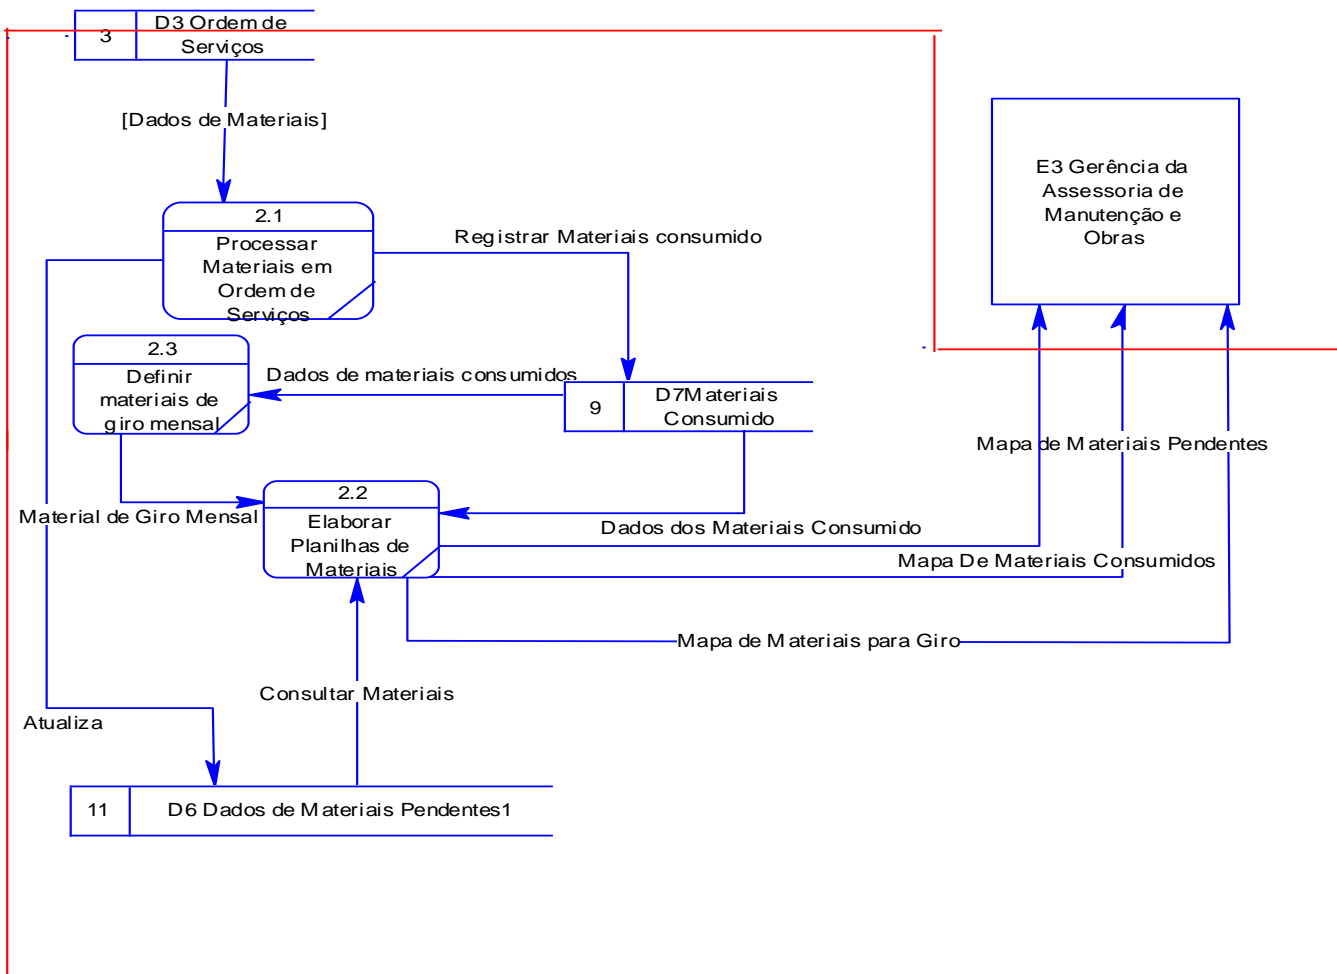 3
D3 Ordem de
Serviços
[Dados de Materiais]
E3 Gerência da
Assessoria de
Manutenção e
Obras
2.1
Processar
Materiais em
Ordem de
Serviços
Registrar Materiais consumido
2.3
Definir
materiais de
giro mensal
Dados de materiais consumidos
9
D7Materiais
Consumido
Mapa de Materiais Pendentes
2.2
Elaborar
Planilhas de
Materiais
Material de Giro Mensal
Dados dos Materiais Consumido
Mapa De Materiais Consumidos
Mapa de Materiais para Giro
Consultar Materiais
Atualiza
11
D6 Dados de Materiais Pendentes1